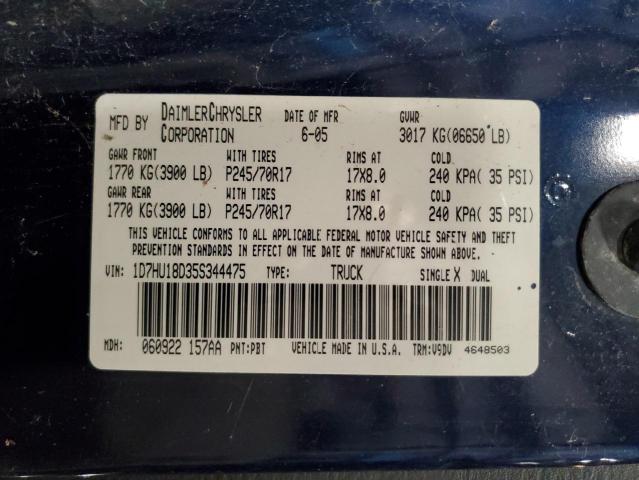 MFD BY DAIMLERCHRYSLER CORPORATION DATE OF MFR 6-05 GVWR 3017 KG(06650 LB)
GAWR FRONT WITH TIRES RIMS AT COLD
1770 KG(3900 LB) P245/70R17 17X8.0 240 KPA( 35 PSI)
GAWR REAR WITH TIRES RIMS AT COLD
1770 KG(3900 LB) P245/70R17 17X8.0 240 KPA( 35 PSI)
THIS VEHICLE CONFORMS TO ALL APPLICABLE FEDERAL MOTOR VEHICLE SAFETY AND THEFT
PREVENTION STANDARDS IN EFFECT ON THE DATE OF MANUFACTURE SHOWN ABOVE.
VIN: 1D7HU18D35S344475 TYPE: TRUCK SINGLE X DUAL
MDH: 060922 157AA PNT:PBT VEHICLE MADE IN U.S.A. TRM:V9DV 4648503